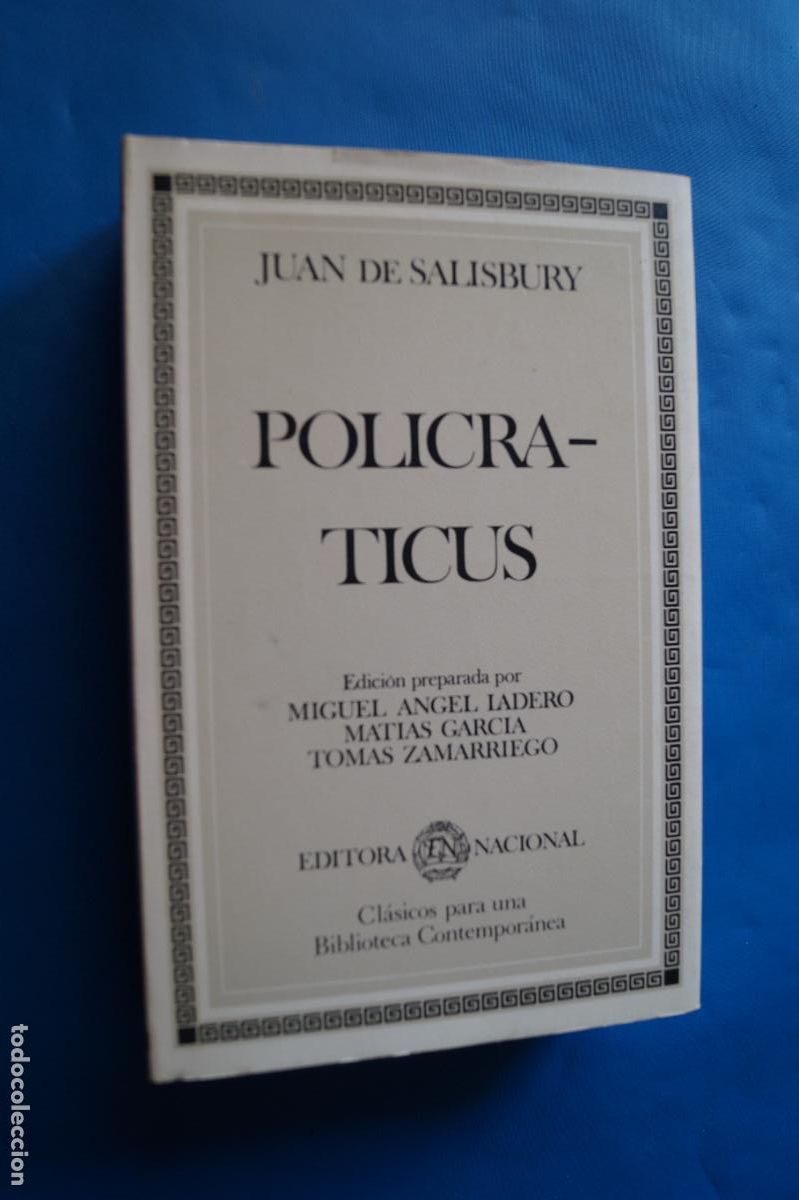 JUAN DE SALISBURY
POLICRA-
TICUS
Edición preparada por
MIGUEL ANGEL LADERO
MATIAS GARCIA
TOMAS ZAMARRIEGO
EDITORA EN NACIONAL
Clásicos para una
Biblioteca Contemporánea
todocoleccion